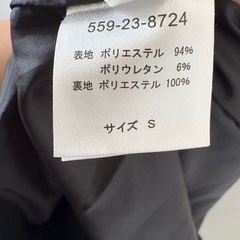 559-23-8724
表地 ポリエステル 94%
ポリウレタン 6%
裏地 ポリエステル 100%
サイズ S